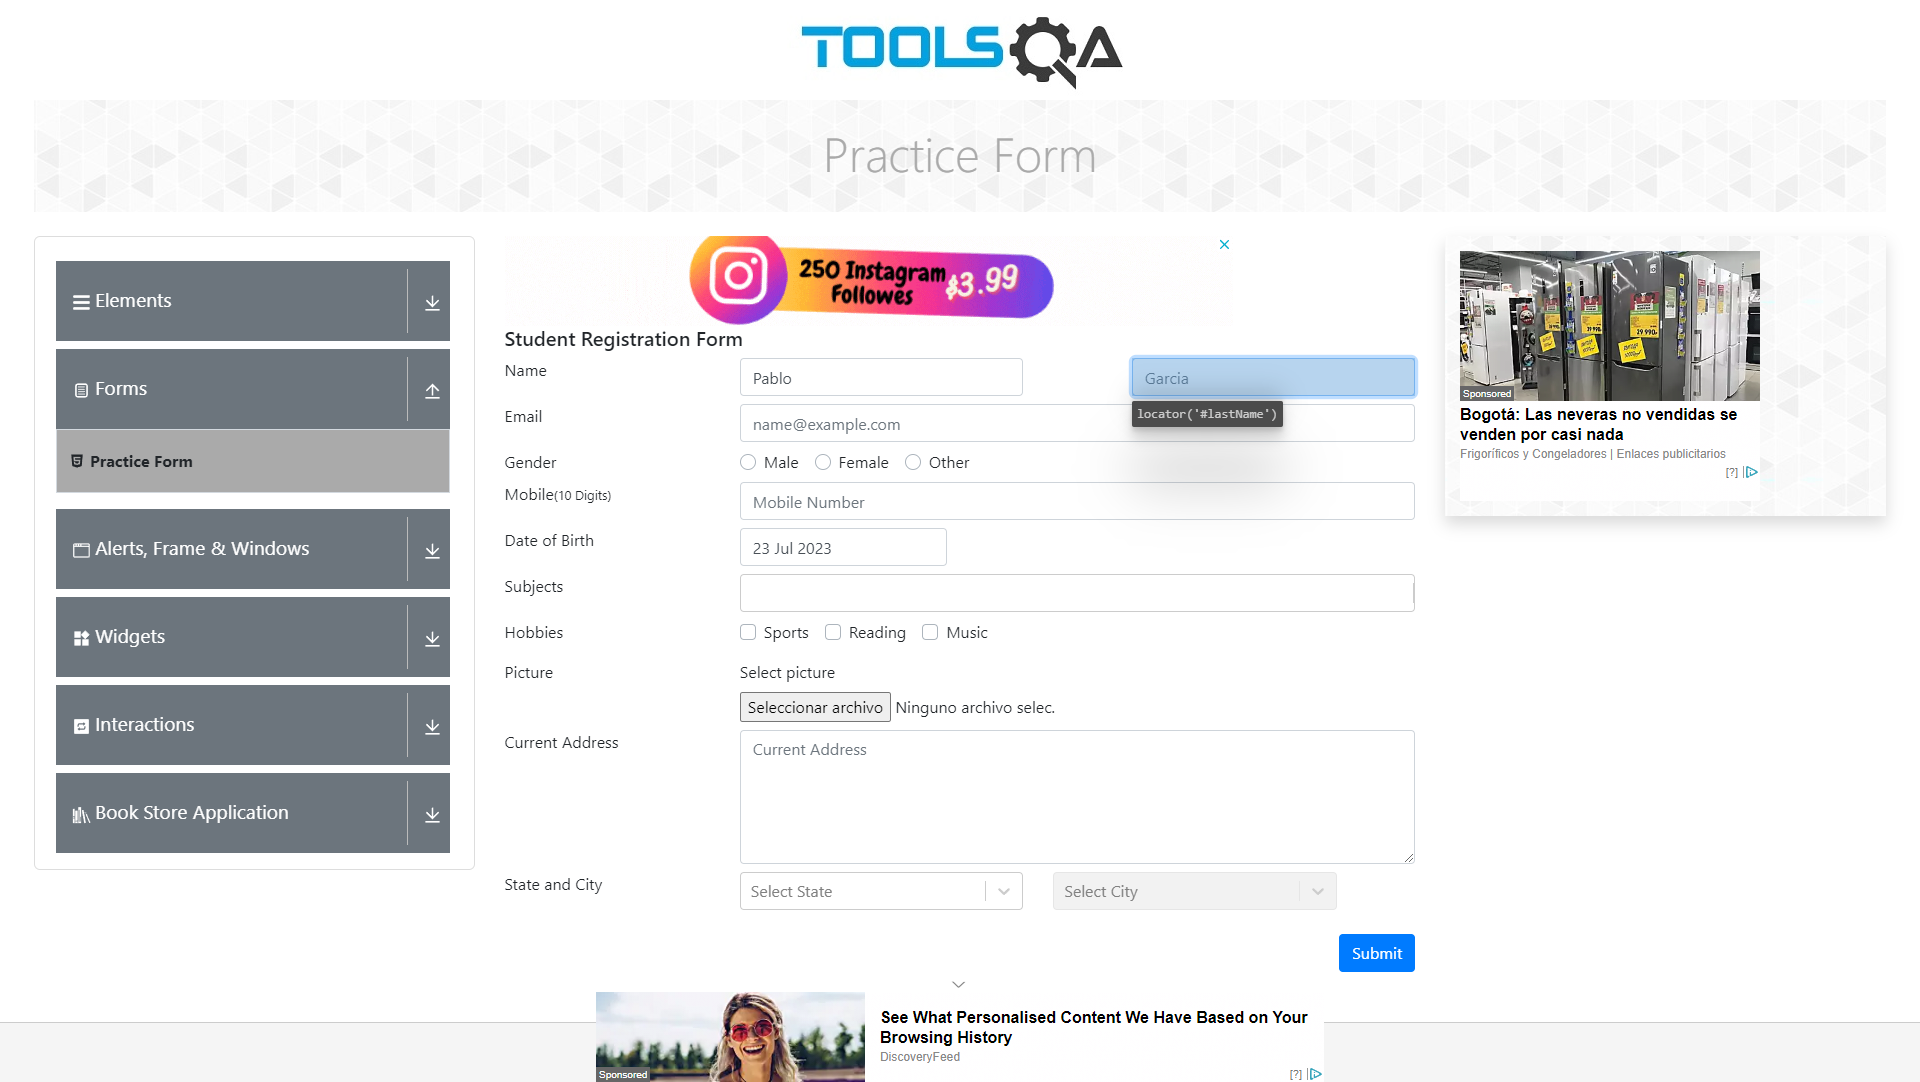 TOOLSQA
Practice Form
Elements
Forms
Practice Form
Alerts, Frame & Windows
Widgets
Interactions
Book Store Application
250 Instagram
Followes
$3.99
Student Registration Form
Name
Pablo
Garcia
locator('#lastName')
Email
name@example.com
Gender
Male
Female
Other
Mobile(10 Digits)
Mobile Number
Date of Birth
23 Jul 2023
Subjects
Hobbies
Sports
Reading
Music
Picture
Select picture
Seleccionar archivo
Ninguno archivo selec.
Current Address
Current Address
State and City
Select State
Select City
Submit
Sponsored
Bogotá: Las neveras no vendidas se
venden por casi nada
Frigoríficos y Congeladores | Enlaces publicitarios
[?]
See What Personalised Content We Have Based on Your
Browsing History
DiscoveryFeed
Sponsored
[?]